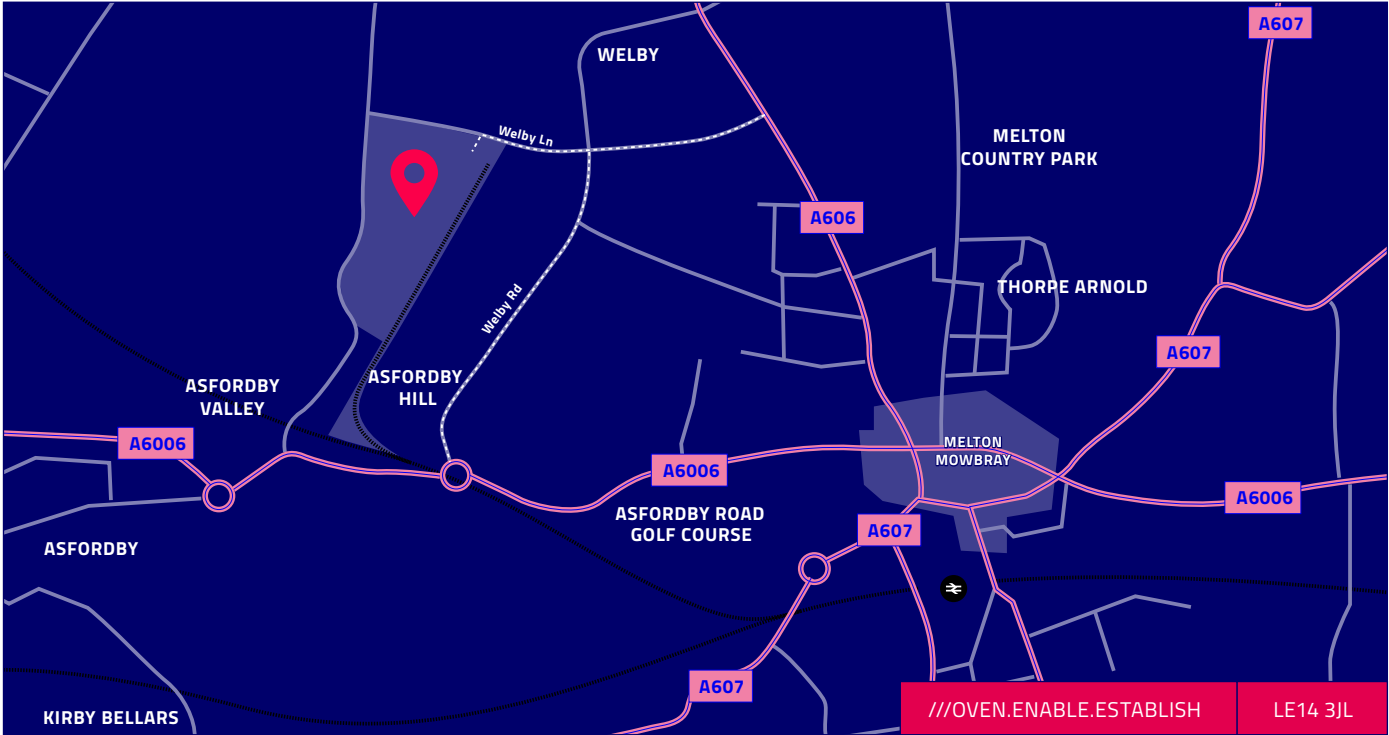 A607
WELBY
Welby Ln
MELTON
COUNTRY PARK
A606
THORPE ARNOLD
Welby Rd
A607
ASFORDBY
VALLEY
ASFORDBY
HILL
A6006
MELTON
MOWBRAY
A6006
A6006
ASFORDBY ROAD
GOLF COURSE
A607
ASFORDBY
A607
KIRBY BELLARS
///OVEN.ENABLE.ESTABLISH
LE14 3JL